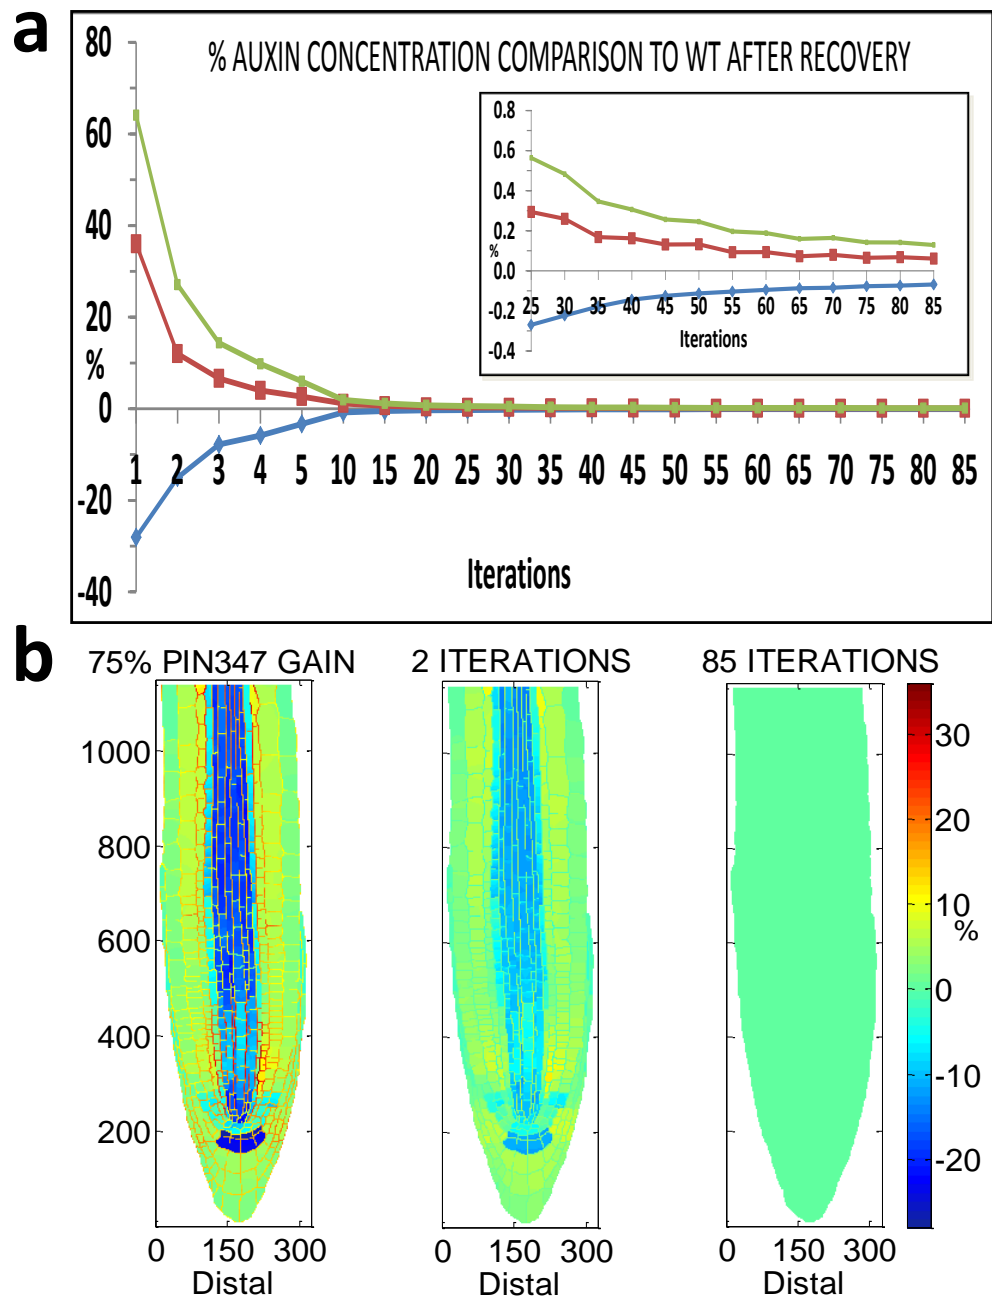 a
% AUXIN CONCENTRATION COMPARISON TO WT AFTER RECOVERY
80
60
40
20
%
0
-20
-40
1 2 3 4 5 10 15 20 25 30 35 40 45 50 55 60 65 70 75 80 85
Iterations
0.8
0.6
0.4
0.2
%
0.0
-0.2
-0.4
25 30 35 40 45 50 55 60 65 70 75 80 85
Iterations
b
75% PIN347 GAIN
2 ITERATIONS
85 ITERATIONS
1000
800
600
400
200
0 150 300
Distal
0 150 300
Distal
0 150 300
Distal
30
20
10
%
0
-10
-20